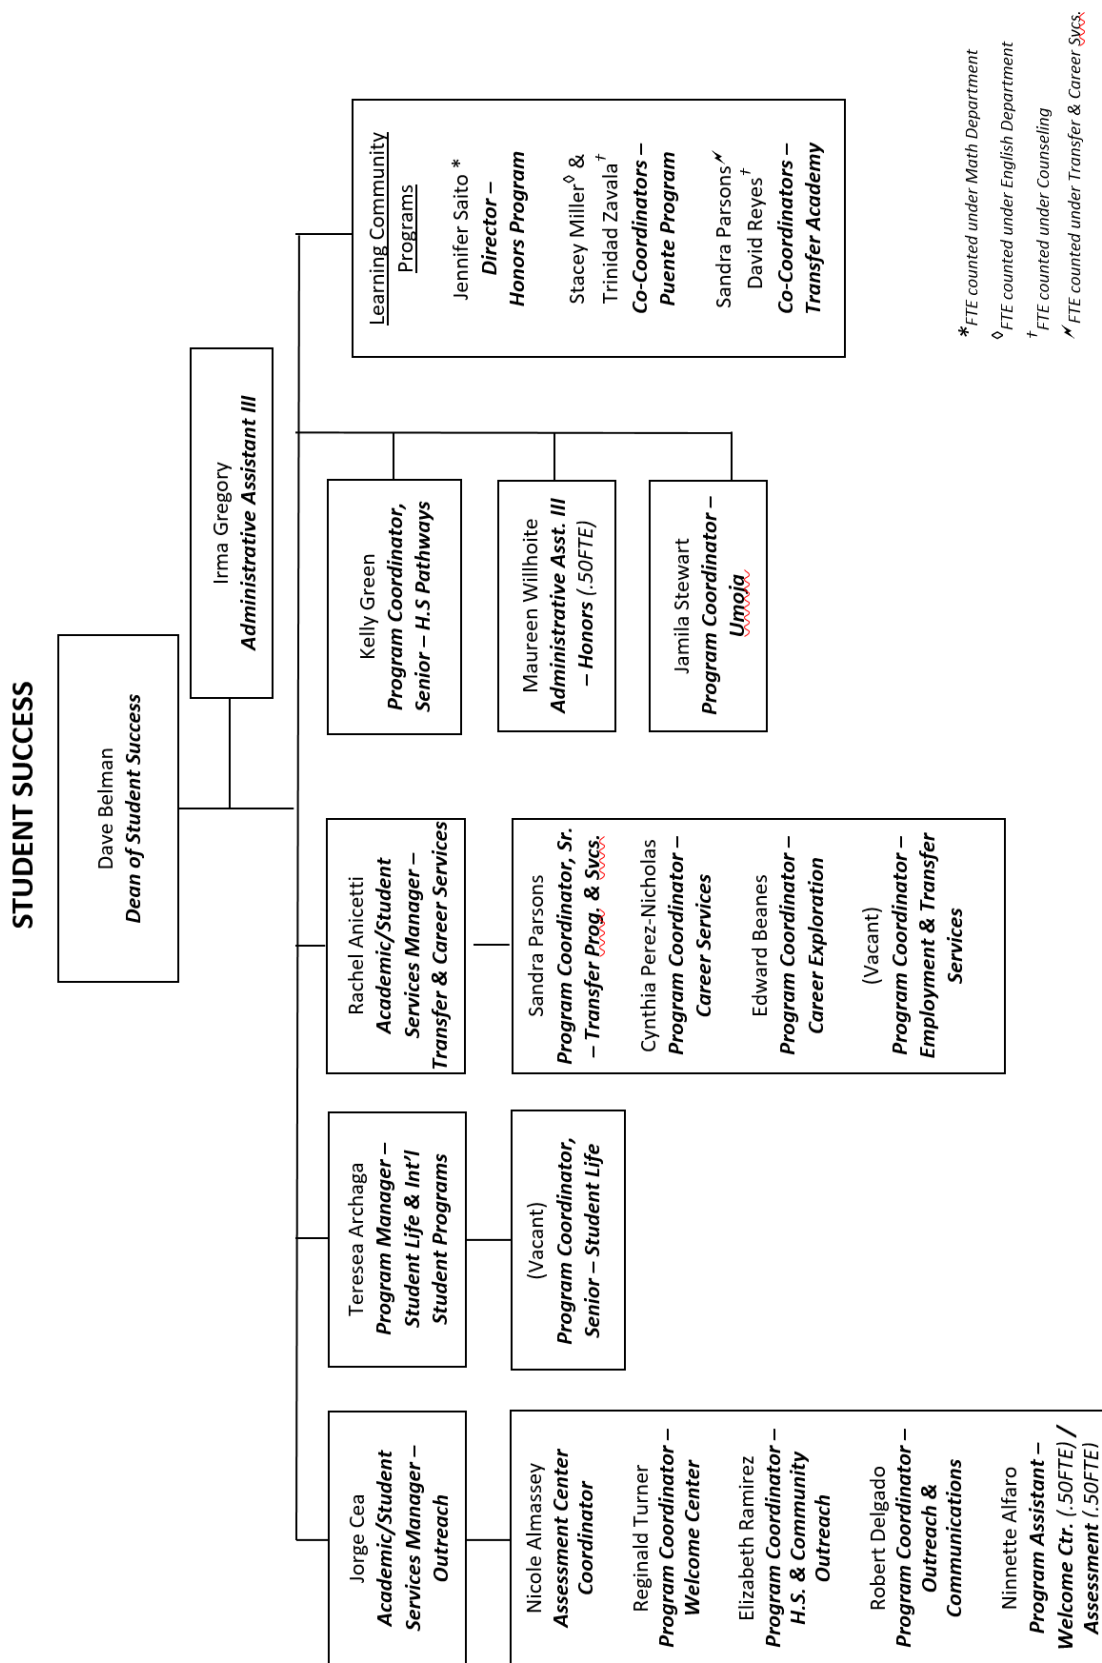 STUDENT SUCCESS
Dave Belman
Dean of Student Success
Irma Gregory
Administrative Assistant III
Jorge Cea
Academic/Student
Services Manager –
Outreach
Nicole Almassey
Assessment Center
Coordinator
Reginald Turner
Program Coordinator –
Welcome Center
Elizabeth Ramirez
Program Coordinator –
H.S. & Community
Outreach
Robert Delgado
Program Coordinator –
Outreach &
Communications
Ninnette Alfaro
Program Assistant –
Welcome Ctr. (.50FTE) /
Assessment (.50FTE)
Teresea Archaga
Program Manager –
Student Life & Int'l
Student Programs
(Vacant)
Program Coordinator,
Senior – Student Life
Rachel Anicetti
Academic/Student
Services Manager –
Transfer & Career Services
Sandra Parsons
Program Coordinator, Sr.
– Transfer Prog. & Svcs.
Cynthia Perez-Nicholas
Program Coordinator –
Career Services
Edward Beanes
Program Coordinator –
Career Exploration
(Vacant)
Program Coordinator –
Employment & Transfer
Services
Kelly Green
Program Coordinator,
Senior – H.S Pathways
Maureen Willhoite
Administrative Asst. III
– Honors (.50FTE)
Jamila Stewart
Program Coordinator –
Umoja
Learning Community
Programs
Jennifer Saito *
Director –
Honors Program
Stacey Miller◊ &
Trinidad Zavala†
Co-Coordinators –
Puente Program
Sandra Parsons🗲
David Reyes†
Co-Coordinators –
Transfer Academy
*FTE counted under Math Department
◊FTE counted under English Department
†FTE counted under Counseling
🗲FTE counted under Transfer & Career Svcs.